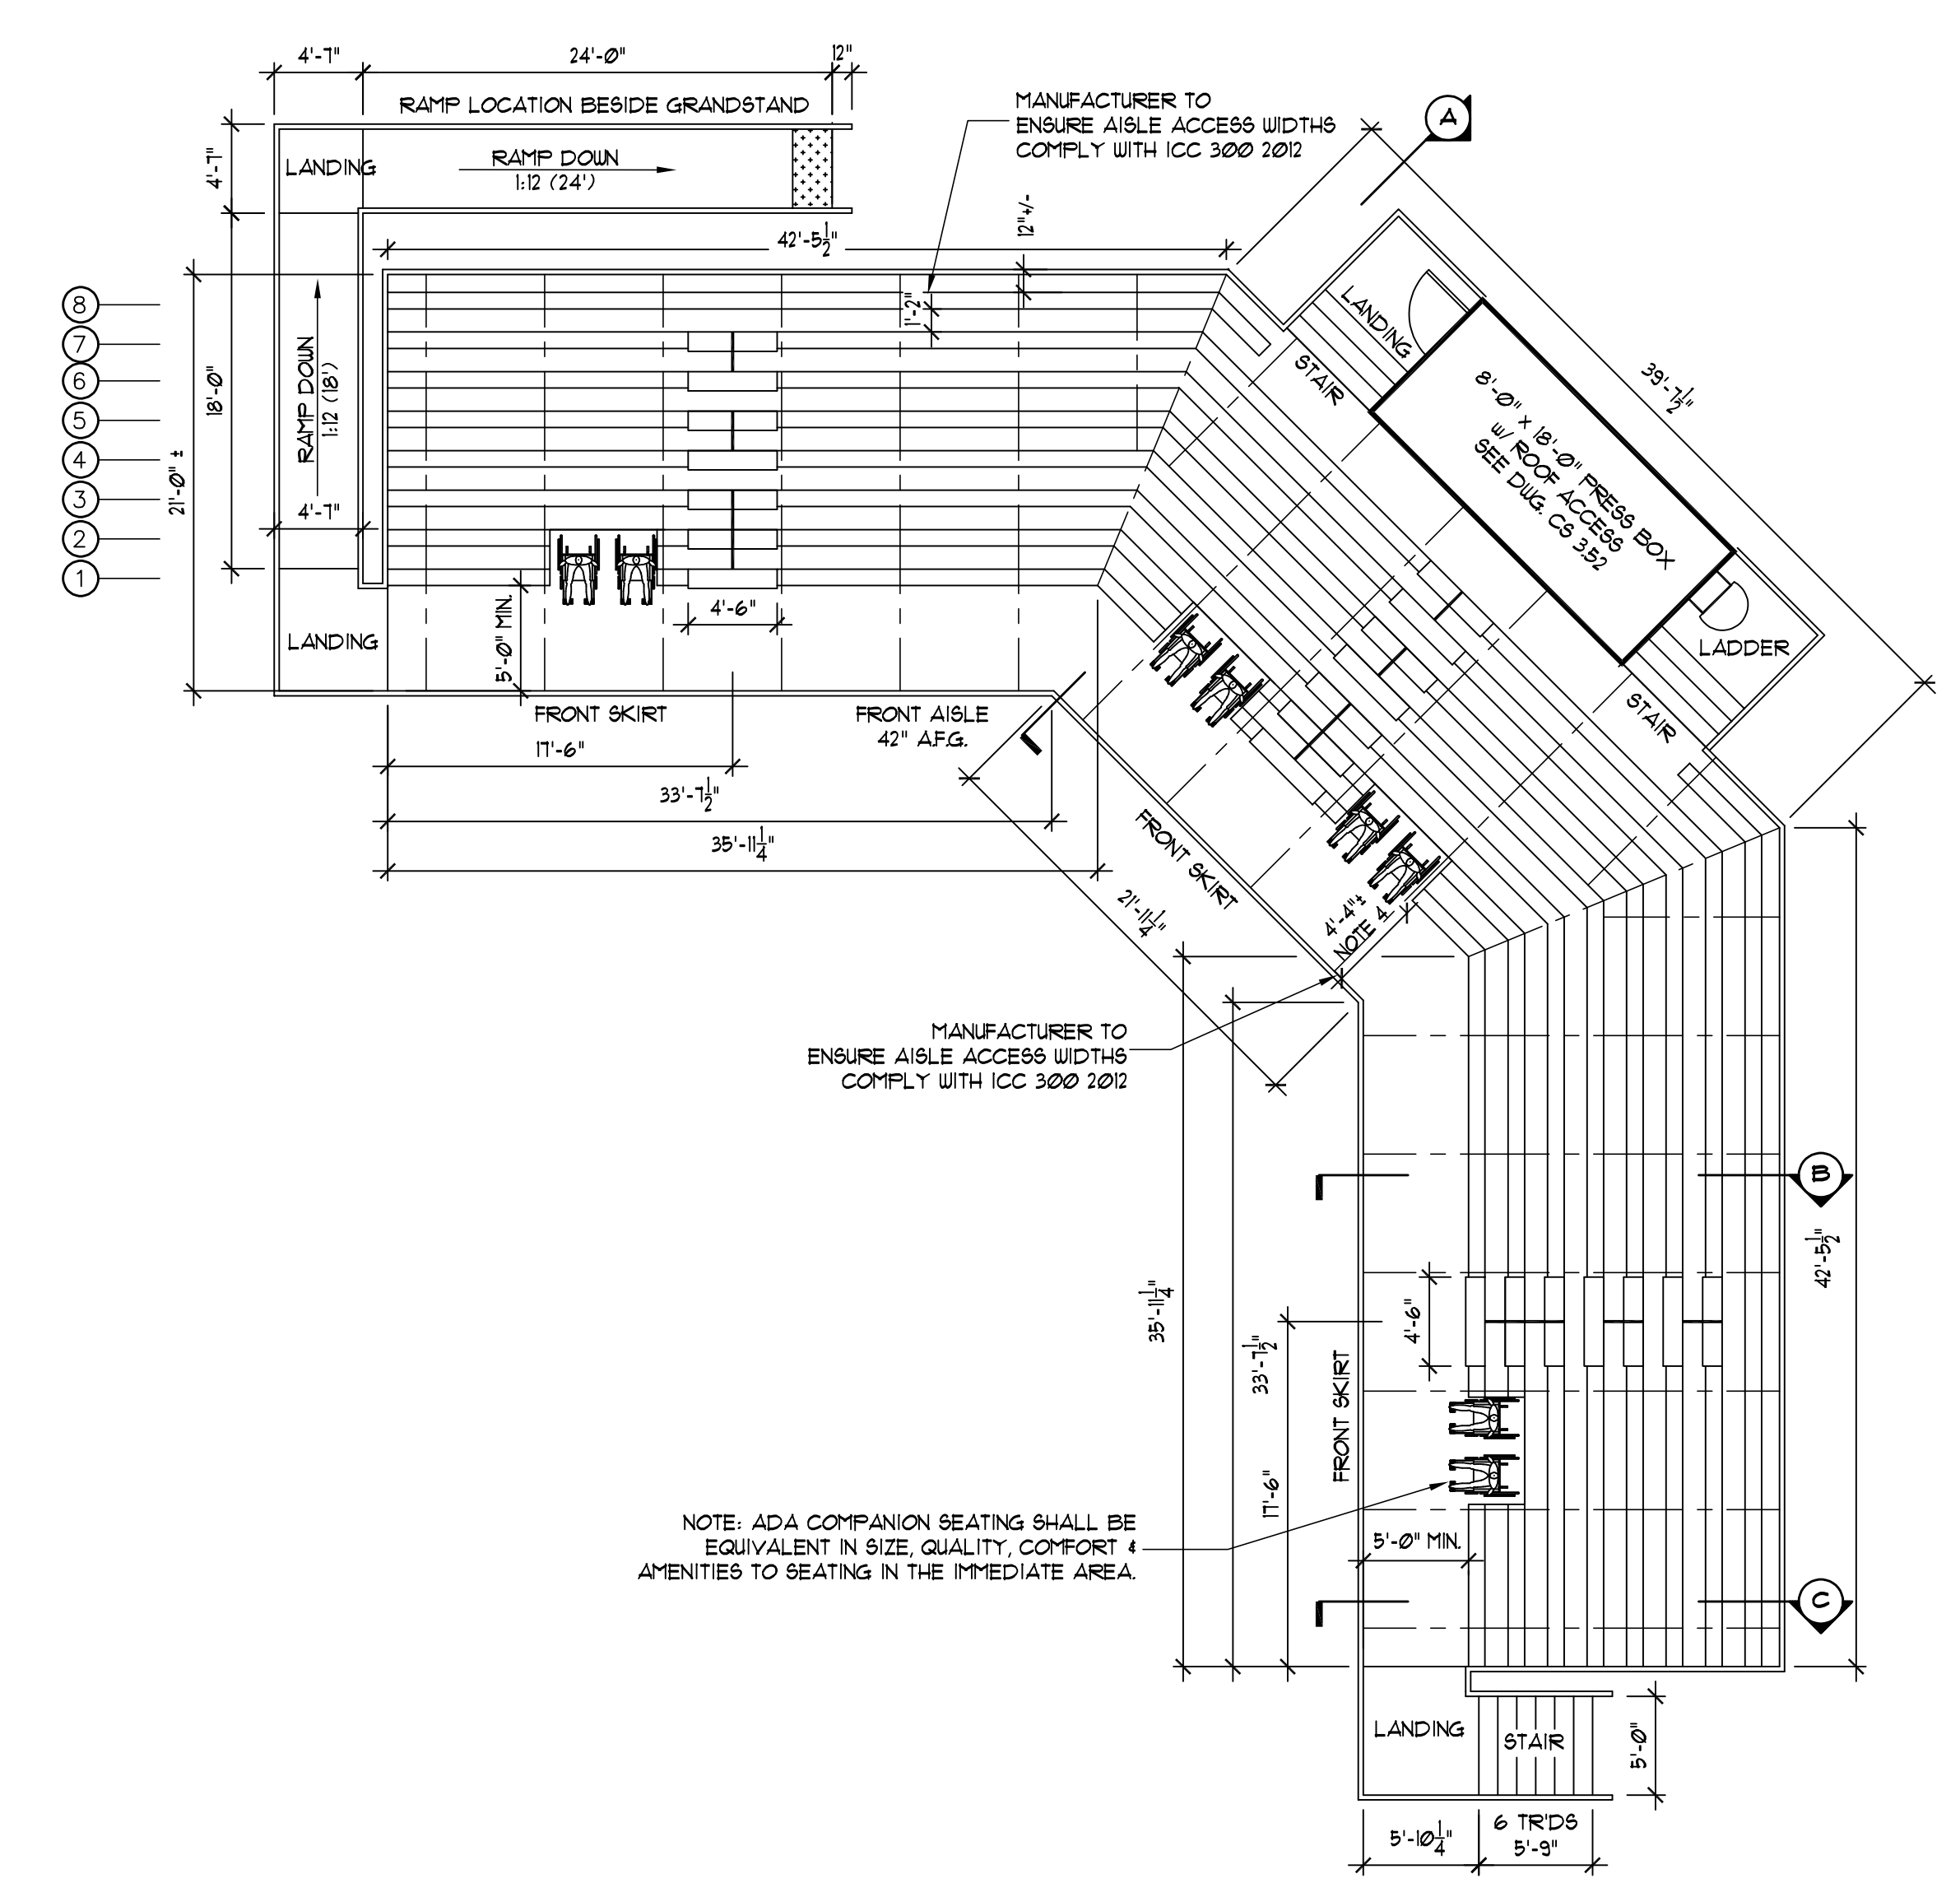 4'-7"
24'-0"
12"
RAMP LOCATION BESIDE GRANDSTAND
MANUFACTURER TO
ENSURE AISLE ACCESS WIDTHS
COMPLY WITH ICC 300 2012
A
4'-7"
LANDING
RAMP DOWN
1:12 (24')
12"+/-
42'-5 1/2"
1'-2"
8
7
6
5
4
3
2
1
21'-0" ±
18'-0"
RAMP DOWN
1:12 (18')
4'-7"
LANDING
STAIR
39'-7 1/2"
8'-0" X 18'-0" PRESS BOX
W/ ROOF ACCESS
SEE DWG. CS 3.52
LADDER
STAIR
LANDING
5'-0" MIN.
4'-6"
FRONT SKIRT
FRONT AISLE
42" A.F.G.
17'-6"
33'-7 1/2"
35'-11 1/4"
FRONT SKIRT
21'-11 1/4"
4'-4"±
NOTE 4
MANUFACTURER TO
ENSURE AISLE ACCESS WIDTHS
COMPLY WITH ICC 300 2012
B
42'-5 1/2"
35'-11 1/4"
33'-7 1/2"
4'-6"
FRONT SKIRT
17'-6"
NOTE: ADA COMPANION SEATING SHALL BE
EQUIVALENT IN SIZE, QUALITY, COMFORT &
AMENITIES TO SEATING IN THE IMMEDIATE AREA.
5'-0" MIN.
C
LANDING
STAIR
5'-0"
6 TR'DS
5'-10 1/4"
5'-9"